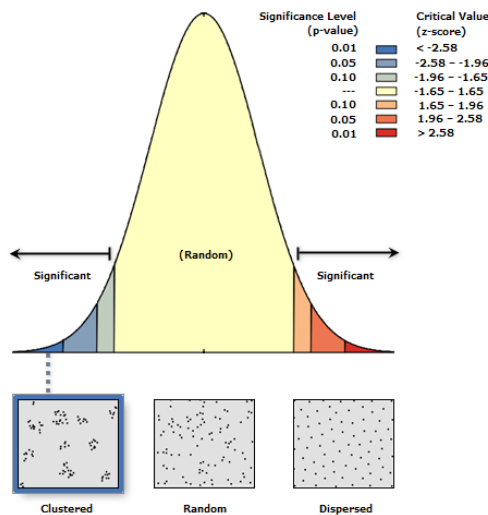 Significance Level Critical Value
(p-value) (z-score)
0.01 < -2.58
0.05 -2.58 – -1.96
0.10 -1.96 – -1.65
--- -1.65 – 1.65
0.10 1.65 – 1.96
0.05 1.96 – 2.58
0.01 > 2.58
(Random)
Significant Significant
Clustered Random Dispersed